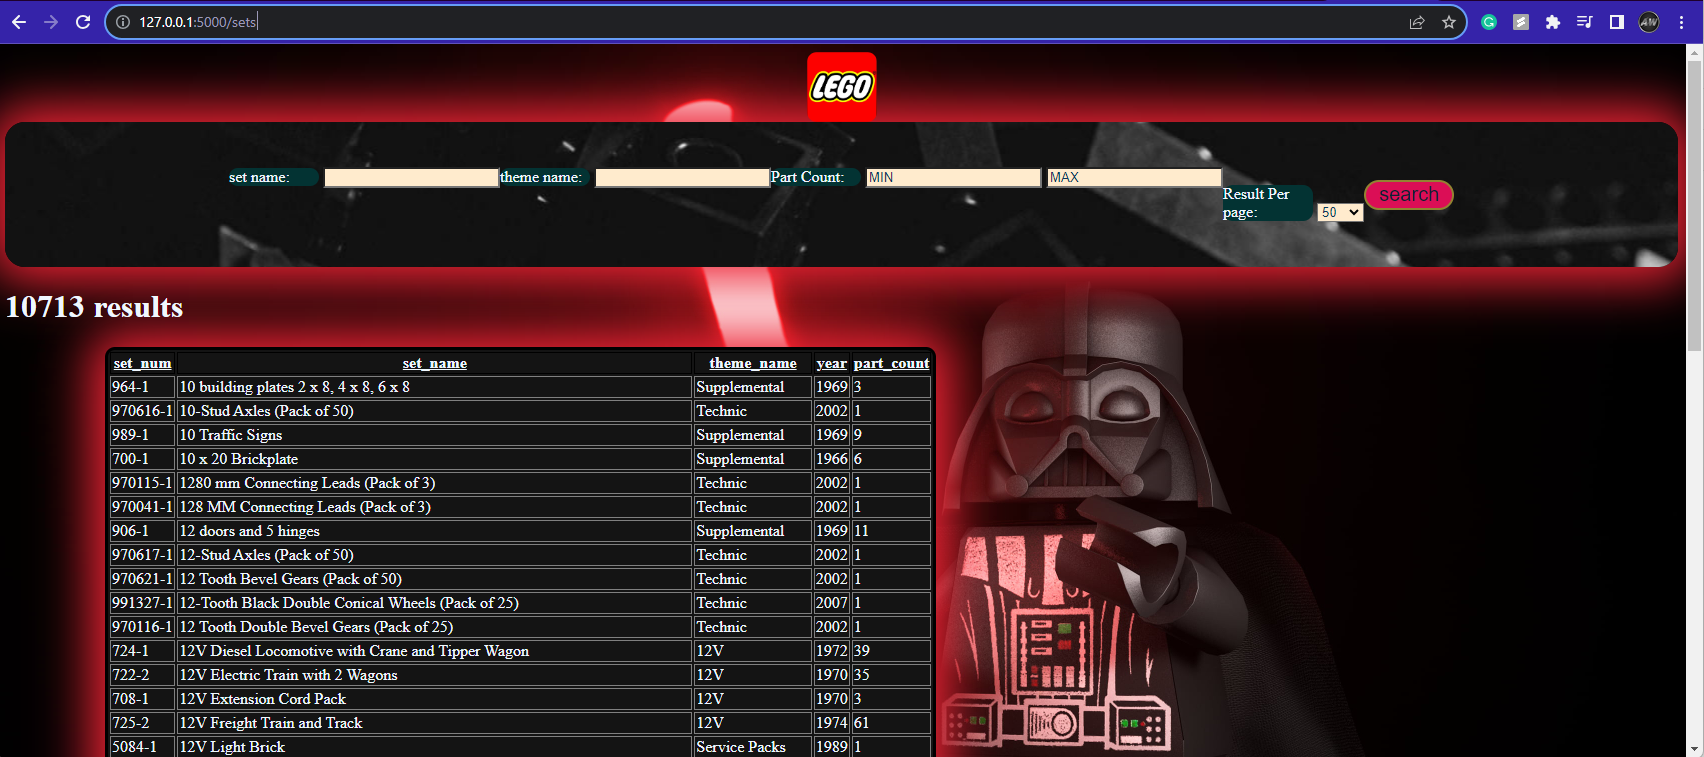 127.0.0.1:5000/sets
AW
LEGO
set name: theme name: Part Count: MIN MAX
Result Per page: 50 search
10713 results
set_num set_name theme_name year part_count
964-1 10 building plates 2 x 8, 4 x 8, 6 x 8 Supplemental 1969 3
970616-1 10-Stud Axles (Pack of 50) Technic 2002 1
989-1 10 Traffic Signs Supplemental 1969 9
700-1 10 x 20 Brickplate Supplemental 1966 6
970115-1 1280 mm Connecting Leads (Pack of 3) Technic 2002 1
970041-1 128 MM Connecting Leads (Pack of 3) Technic 2002 1
906-1 12 doors and 5 hinges Supplemental 1969 11
970617-1 12-Stud Axles (Pack of 50) Technic 2002 1
970621-1 12 Tooth Bevel Gears (Pack of 50) Technic 2002 1
991327-1 12-Tooth Black Double Conical Wheels (Pack of 25) Technic 2007 1
970116-1 12 Tooth Double Bevel Gears (Pack of 25) Technic 2002 1
724-1 12V Diesel Locomotive with Crane and Tipper Wagon 12V 1972 39
722-2 12V Electric Train with 2 Wagons 12V 1970 35
708-1 12V Extension Cord Pack 12V 1970 3
725-2 12V Freight Train and Track 12V 1974 61
5084-1 12V Light Brick Service Packs 1989 1